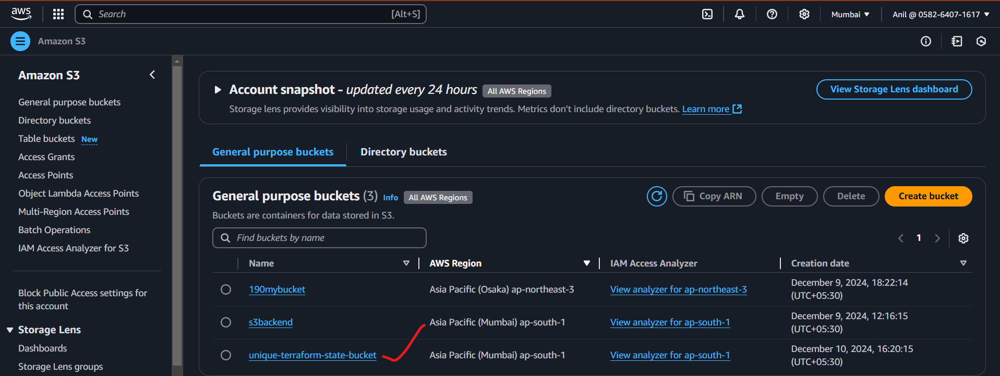 aws
Search [Alt+S]
Mumbai Anil @ 0582-6407-1617
Amazon S3
Amazon S3
General purpose buckets
Directory buckets
Table buckets New
Access Grants
Access Points
Object Lambda Access Points
Multi-Region Access Points
Batch Operations
IAM Access Analyzer for S3
Block Public Access settings for
this account
Storage Lens
Dashboards
Storage Lens groups
Account snapshot - updated every 24 hours All AWS Regions
View Storage Lens dashboard
Storage lens provides visibility into storage usage and activity trends. Metrics don't include directory buckets. Learn more
General purpose buckets Directory buckets
General purpose buckets (3) Info All AWS Regions
Copy ARN Empty Delete Create bucket
Buckets are containers for data stored in S3.
Find buckets by name
1
Name AWS Region IAM Access Analyzer Creation date
190mybucket Asia Pacific (Osaka) ap-northeast-3 View analyzer for ap-northeast-3 December 9, 2024, 18:22:14
(UTC+05:30)
s3backend Asia Pacific (Mumbai) ap-south-1 View analyzer for ap-south-1 December 9, 2024, 12:16:15
(UTC+05:30)
unique-terraform-state-bucket Asia Pacific (Mumbai) ap-south-1 View analyzer for ap-south-1 December 10, 2024, 16:20:15
(UTC+05:30)